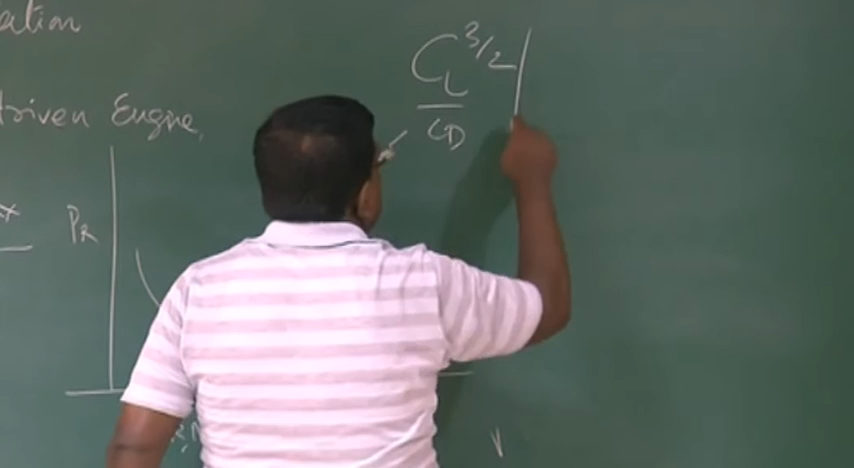 ation
driven Engine,
C_L^{3/2}
C_D
P_R
V